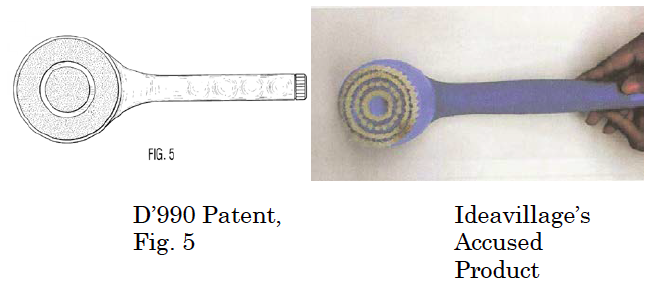 FIG. 5
D'990 Patent,
Fig. 5
Ideavillage's
Accused
Product